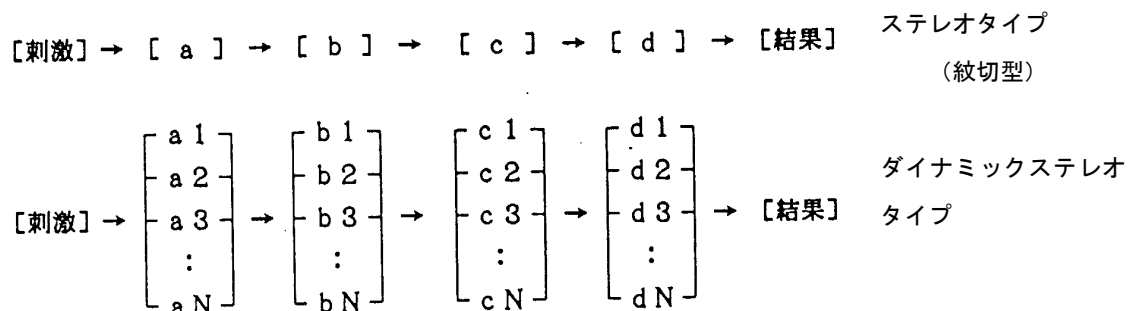 [刺激] → [ a ] → [ b ] → [ c ] → [ d ] → [結果] ステレオタイプ
(紋切型)
a 1 b 1 c 1 d 1
a 2 b 2 c 2 d 2 ダイナミックステレオ
[刺激] → a 3 → b 3 → c 3 → d 3 → [結果] タイプ
: : : :
a N b N c N d N